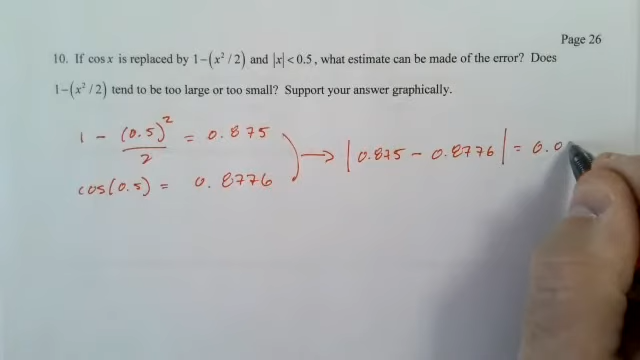 Page 26
10. If cos x is replaced by 1−(x²/2) and |x| < 0.5, what estimate can be made of the error? Does
1−(x²/2) tend to be too large or too small? Support your answer graphically.
1 − (0.5)²/2 = 0.875
cos(0.5) = 0.8776
→ |0.875 − 0.8776| = 0.0